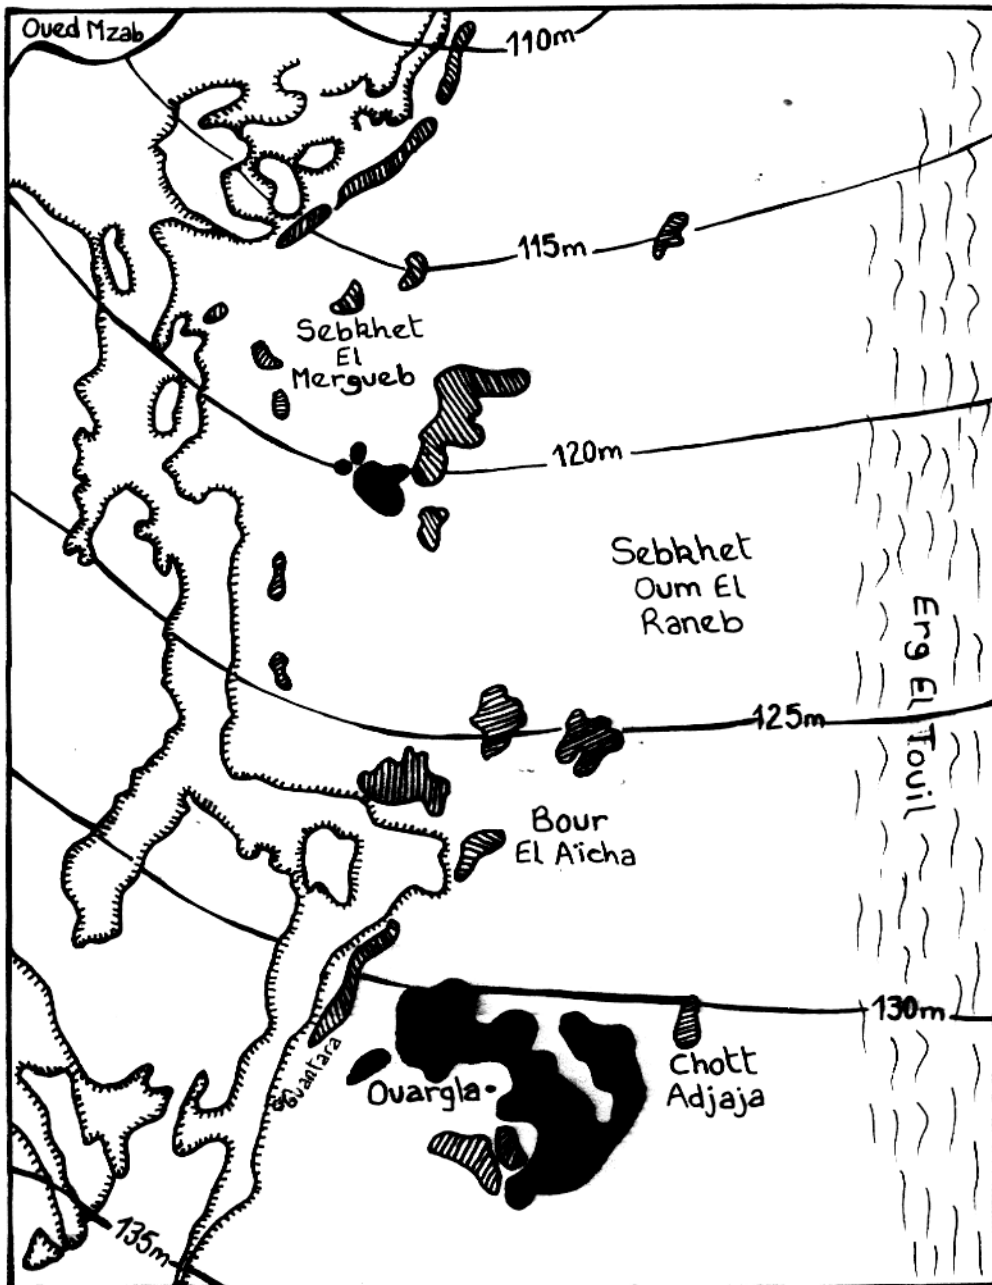 Oued Mzab
110m
115m
Sebkhet
El
Mergueb
120m
Sebkhet
Oum El
Raneb
Erg El Touil
125m
Bour
El Aïcha
130m
Guantara
Chott
Adjaja
Ouargla
135m